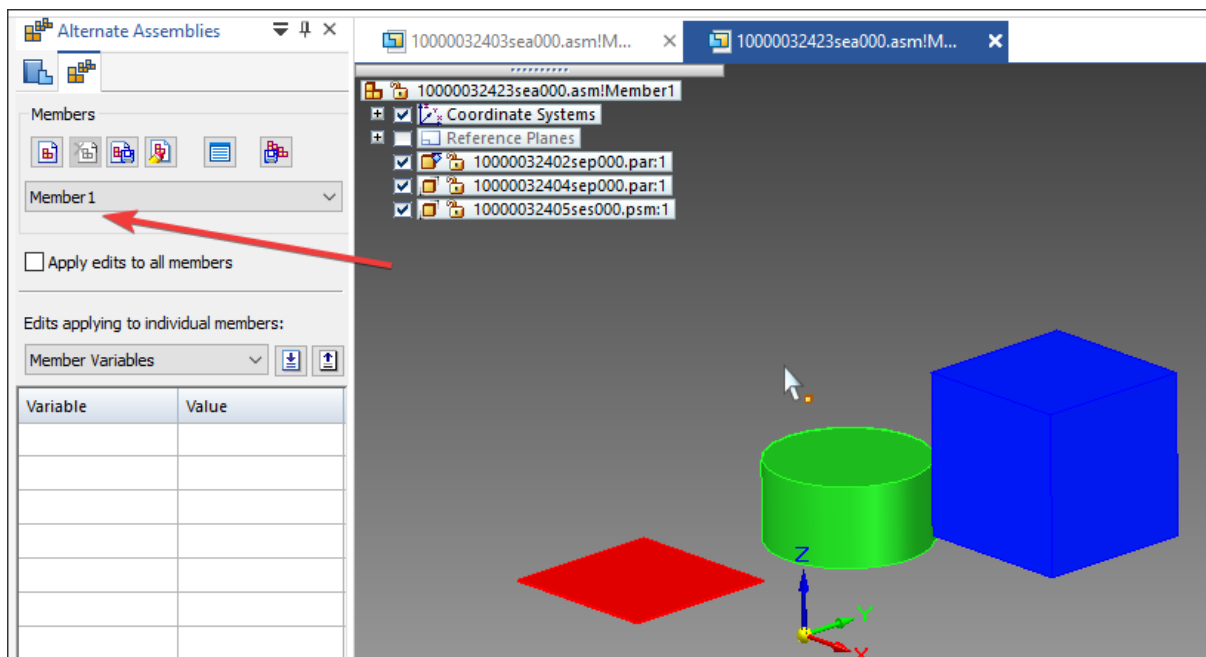 Alternate Assemblies
10000032403sea000.asm!M...
10000032423sea000.asm!M...
10000032423sea000.asm!Member1
Coordinate Systems
Reference Planes
10000032402sep000.par:1
10000032404sep000.par:1
10000032405ses000.psm:1
Members
Member1
Apply edits to all members
Edits applying to individual members:
Member Variables
Variable Value
Z
Y
X